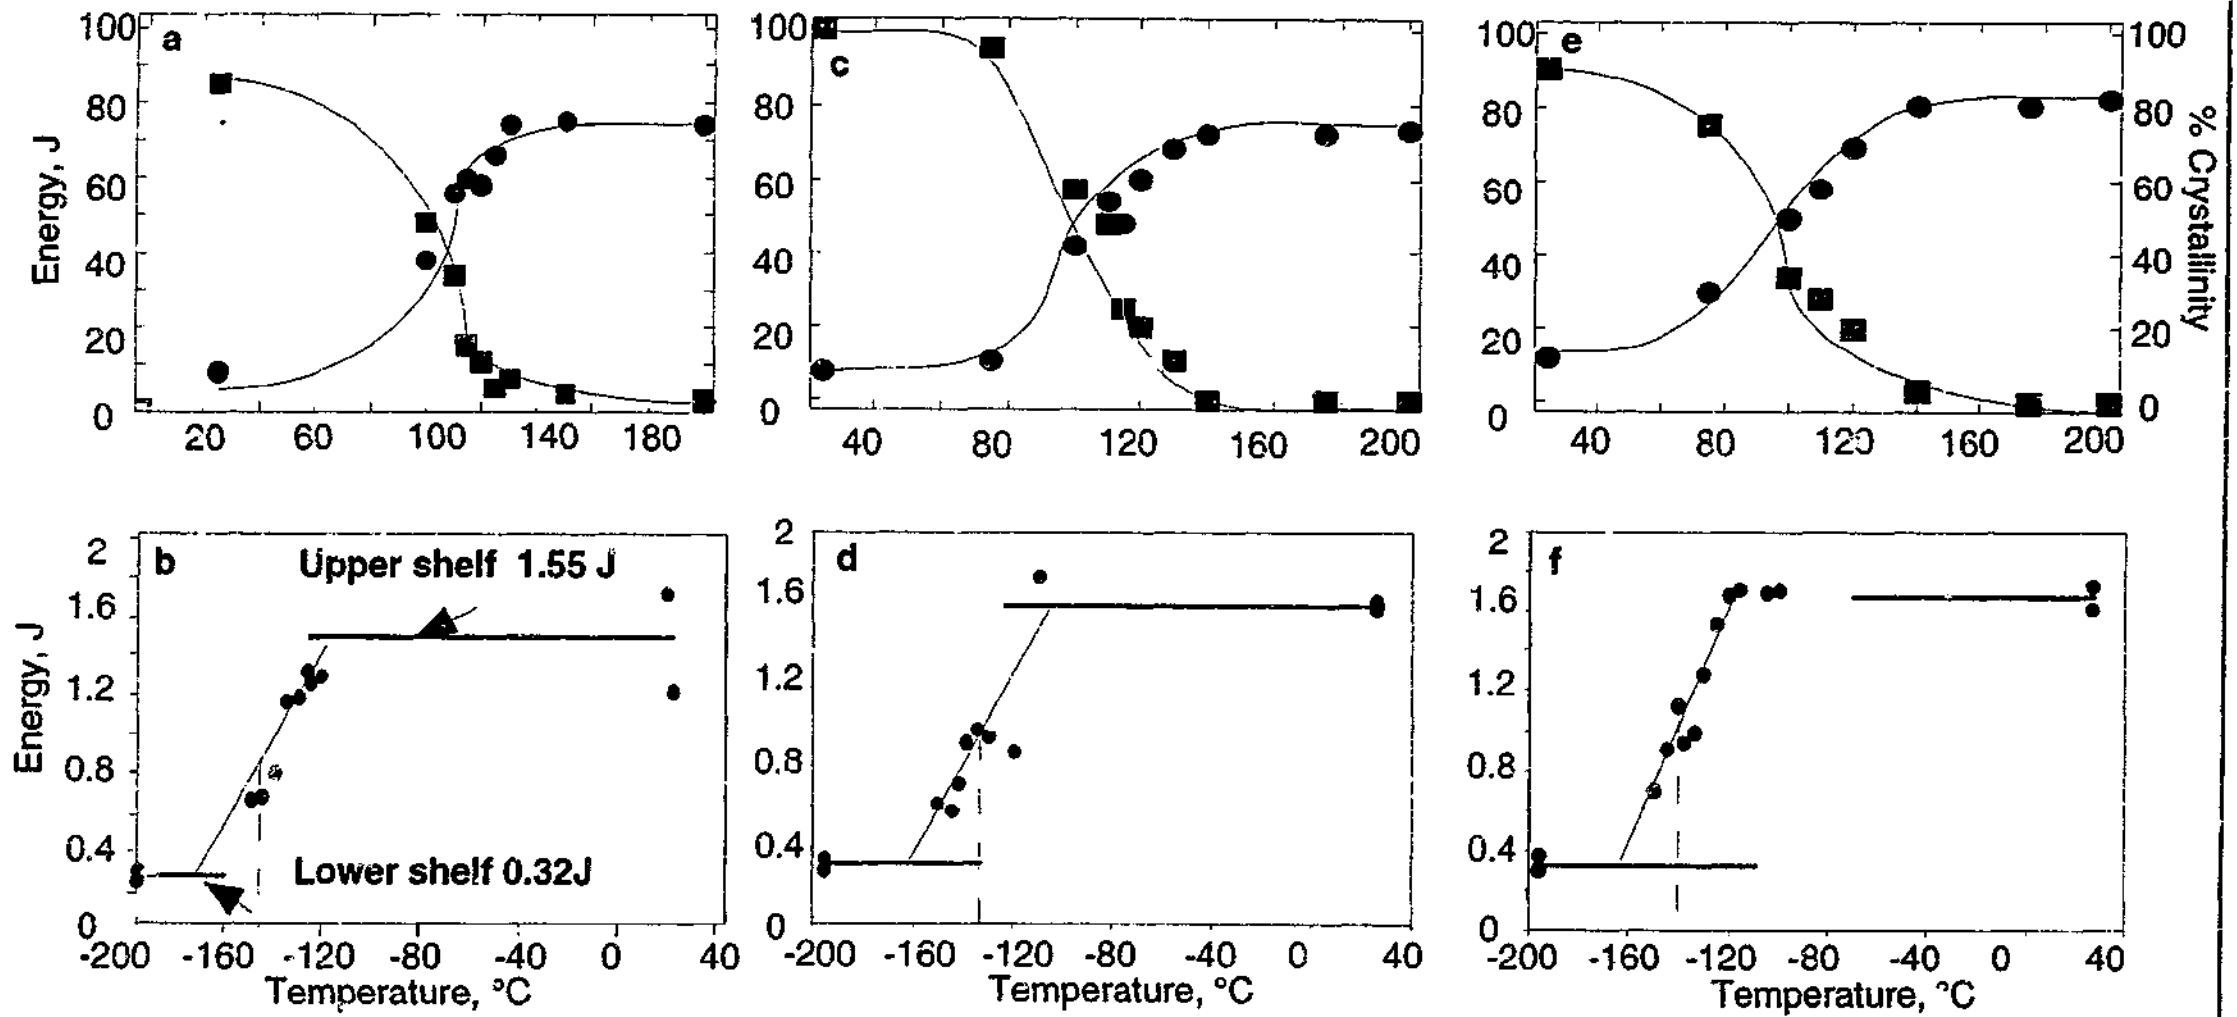 100 a
80
60
40
20
0
20 60 100 140 180
Energy, J
100 c
80
60
40
20
0
40 80 120 160 200
100 e 100
80 80
60 60
40 40
20 20
0 0
40 80 120 160 200
% Crystallinity
2 b Upper shelf 1.55 J
1.6
1.2
0.8
0.4 Lower shelf 0.32J
0
-200 -160 -120 -80 -40 0 40
Energy, J
Temperature, °C
2 d
1.6
1.2
0.8
0.4
0
-200 -160 -120 -80 -40 0 40
Temperature, °C
2 f
1.6
1.2
0.8
0.4
0
-200 -160 -120 -80 -40 0 40
Temperature, °C